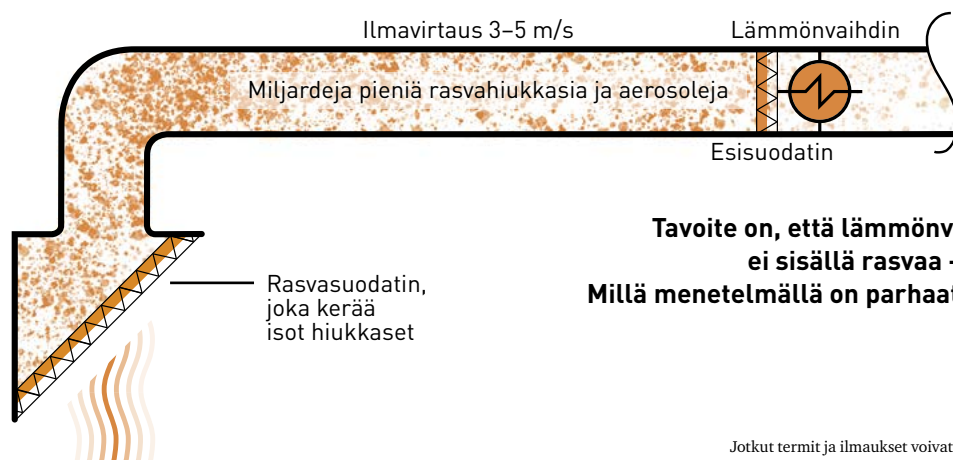 Ilmavirtaus 3–5 m/s
Lämmönvaihdin
Miljardeja pieniä rasvahiukkasia ja aerosoleja
Esisuodatin
Tavoite on, että lämmönv
ei sisällä rasvaa -
Millä menetelmällä on parhaat
Rasvasuodatin,
joka kerää
isot hiukkaset
Jotkut termit ja ilmaukset voivat